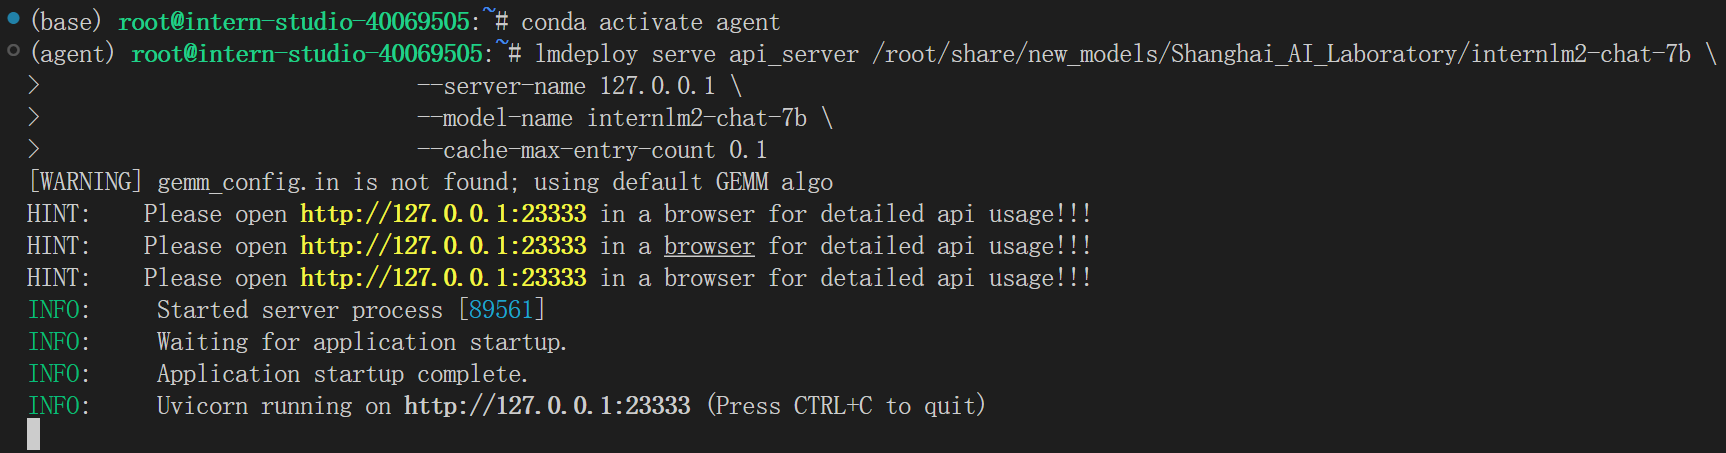 (base) root@intern-studio-40069505:~# conda activate agent
(agent) root@intern-studio-40069505:~# lmdeploy serve api_server /root/share/new_models/Shanghai_AI_Laboratory/internlm2-chat-7b \
>                             --server-name 127.0.0.1 \
>                             --model-name internlm2-chat-7b \
>                             --cache-max-entry-count 0.1
[WARNING] gemm_config.in is not found; using default GEMM algo
HINT:    Please open http://127.0.0.1:23333 in a browser for detailed api usage!!!
HINT:    Please open http://127.0.0.1:23333 in a browser for detailed api usage!!!
HINT:    Please open http://127.0.0.1:23333 in a browser for detailed api usage!!!
INFO:     Started server process [89561]
INFO:     Waiting for application startup.
INFO:     Application startup complete.
INFO:     Uvicorn running on http://127.0.0.1:23333 (Press CTRL+C to quit)